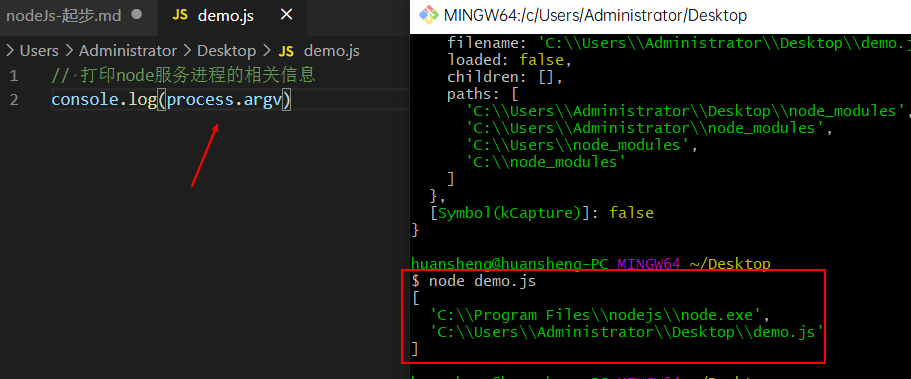 nodeJs-起步.md
JS demo.js
> Users > Administrator > Desktop > JS demo.js
1 // 打印node服务进程的相关信息
2 console.log(process.argv)
MINGW64:/c/Users/Administrator/Desktop
filename: 'C:\\Users\\Administrator\\Desktop\\demo.j
loaded: false,
children: [],
paths: [
'C:\\Users\\Administrator\\Desktop\\node_modules',
'C:\\Users\\Administrator\\node_modules',
'C:\\Users\\node_modules',
'C:\\node_modules'
]
},
[Symbol(kCapture)]: false
}
huansheng@huansheng-PC MINGW64 ~/Desktop
$ node demo.js
[
'C:\\Program Files\\nodejs\\node.exe',
'C:\\Users\\Administrator\\Desktop\\demo.js'
]